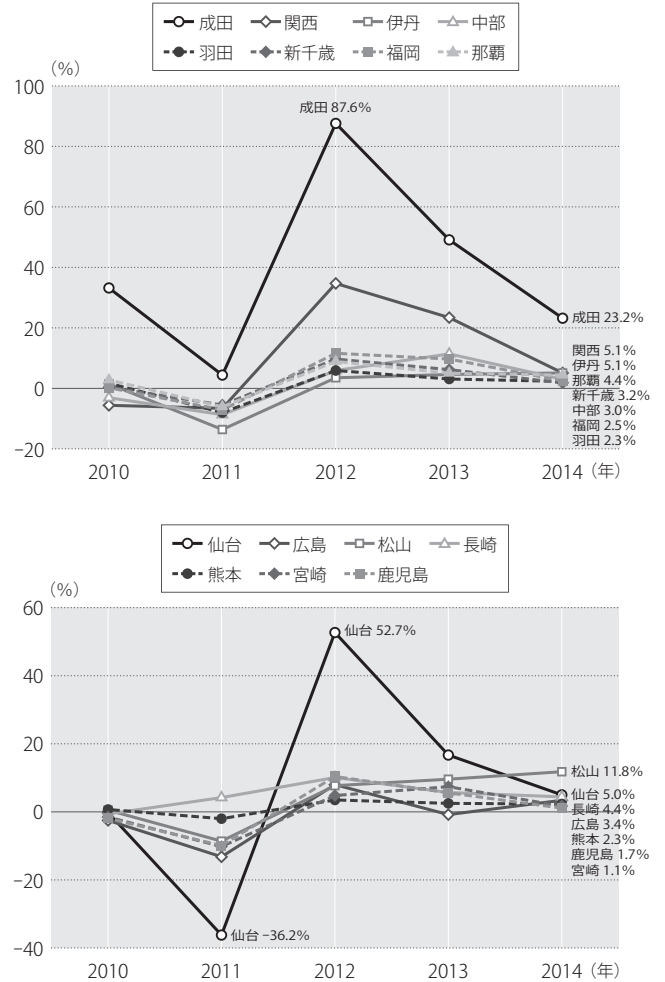 成田 関西 伊丹 中部
羽田 新千歳 福岡 那覇
(%)
100
80
60
40
20
0
−20
成田 87.6%
成田 23.2%
関西 5.1%
伊丹 5.1%
那覇 4.4%
新千歳 3.2%
中部 3.0%
福岡 2.5%
羽田 2.3%
2010 2011 2012 2013 2014 (年)
仙台 広島 松山 長崎
熊本 宮崎 鹿児島
(%)
60
40
20
0
−20
−40
仙台 52.7%
松山 11.8%
仙台 5.0%
長崎 4.4%
広島 3.4%
熊本 2.3%
鹿児島 1.7%
宮崎 1.1%
仙台 −36.2%
2010 2011 2012 2013 2014 (年)